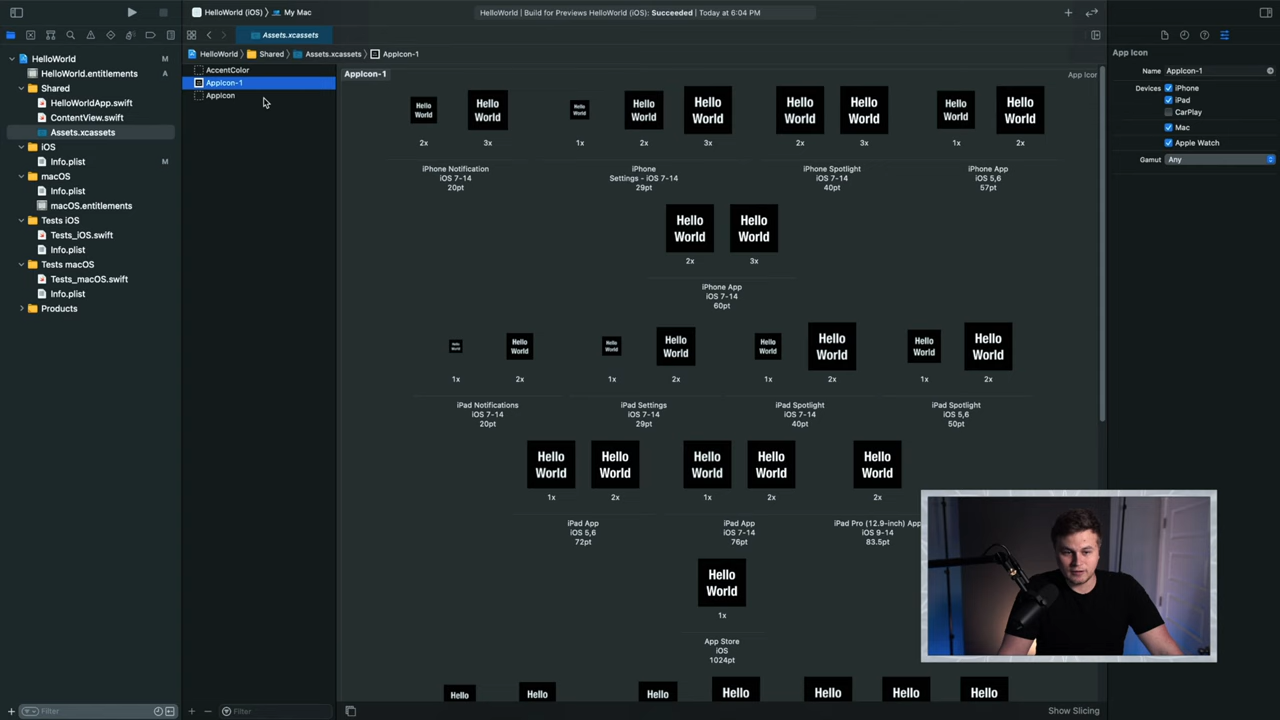 HelloWorld (iOS) 〉 My Mac
HelloWorld | Build for Previews HelloWorld (iOS): Succeeded | Today at 6:04 PM
Assets.xcassets
HelloWorld 〉 Shared 〉 Assets.xcassets 〉 AppIcon-1
HelloWorld M
HelloWorld.entitlements A
Shared
HelloWorldApp.swift
ContentView.swift
Assets.xcassets
iOS
Info.plist M
macOS
Info.plist
macOS.entitlements
Tests iOS
Tests_iOS.swift
Info.plist
Tests macOS
Tests_macOS.swift
Info.plist
Products
Filter
AccentColor
AppIcon-1
AppIcon
Filter
AppIcon-1
App Icor
Hello
World
Hello
World
Hello
World
Hello
World
Hello
World
Hello
World
Hello
World
Hello
World
Hello
World
2x 3x 1x 2x 3x 2x 3x 1x 2x
iPhone Notification
iOS 7-14
20pt
iPhone
Settings - iOS 7-14
29pt
iPhone Spotlight
iOS 7-14
40pt
iPhone App
iOS 5,6
57pt
Hello
World
Hello
World
2x 3x
iPhone App
iOS 7-14
60pt
Hello
World
Hello
World
Hello
World
Hello
World
Hello
World
Hello
World
Hello
World
Hello
World
1x 2x 1x 2x 1x 2x 1x 2x
iPad Notifications
iOS 7-14
20pt
iPad Settings
iOS 7-14
29pt
iPad Spotlight
iOS 7-14
40pt
iPad Spotlight
iOS 5,6
50pt
Hello
World
Hello
World
Hello
World
Hello
World
Hello
World
1x 2x 1x 2x 2x
iPad App
iOS 5,6
72pt
iPad App
iOS 7-14
76pt
iPad Pro (12.9-inch) App
iOS 9-14
83.5pt
Hello
World
1x
App Store
iOS
1024pt
Hello
Hello
Hello
Hello
Hello
Hello
Hello
Show Slicing
App Icon
Name AppIcon-1
Devices iPhone
iPad
CarPlay
Mac
Apple Watch
Gamut Any